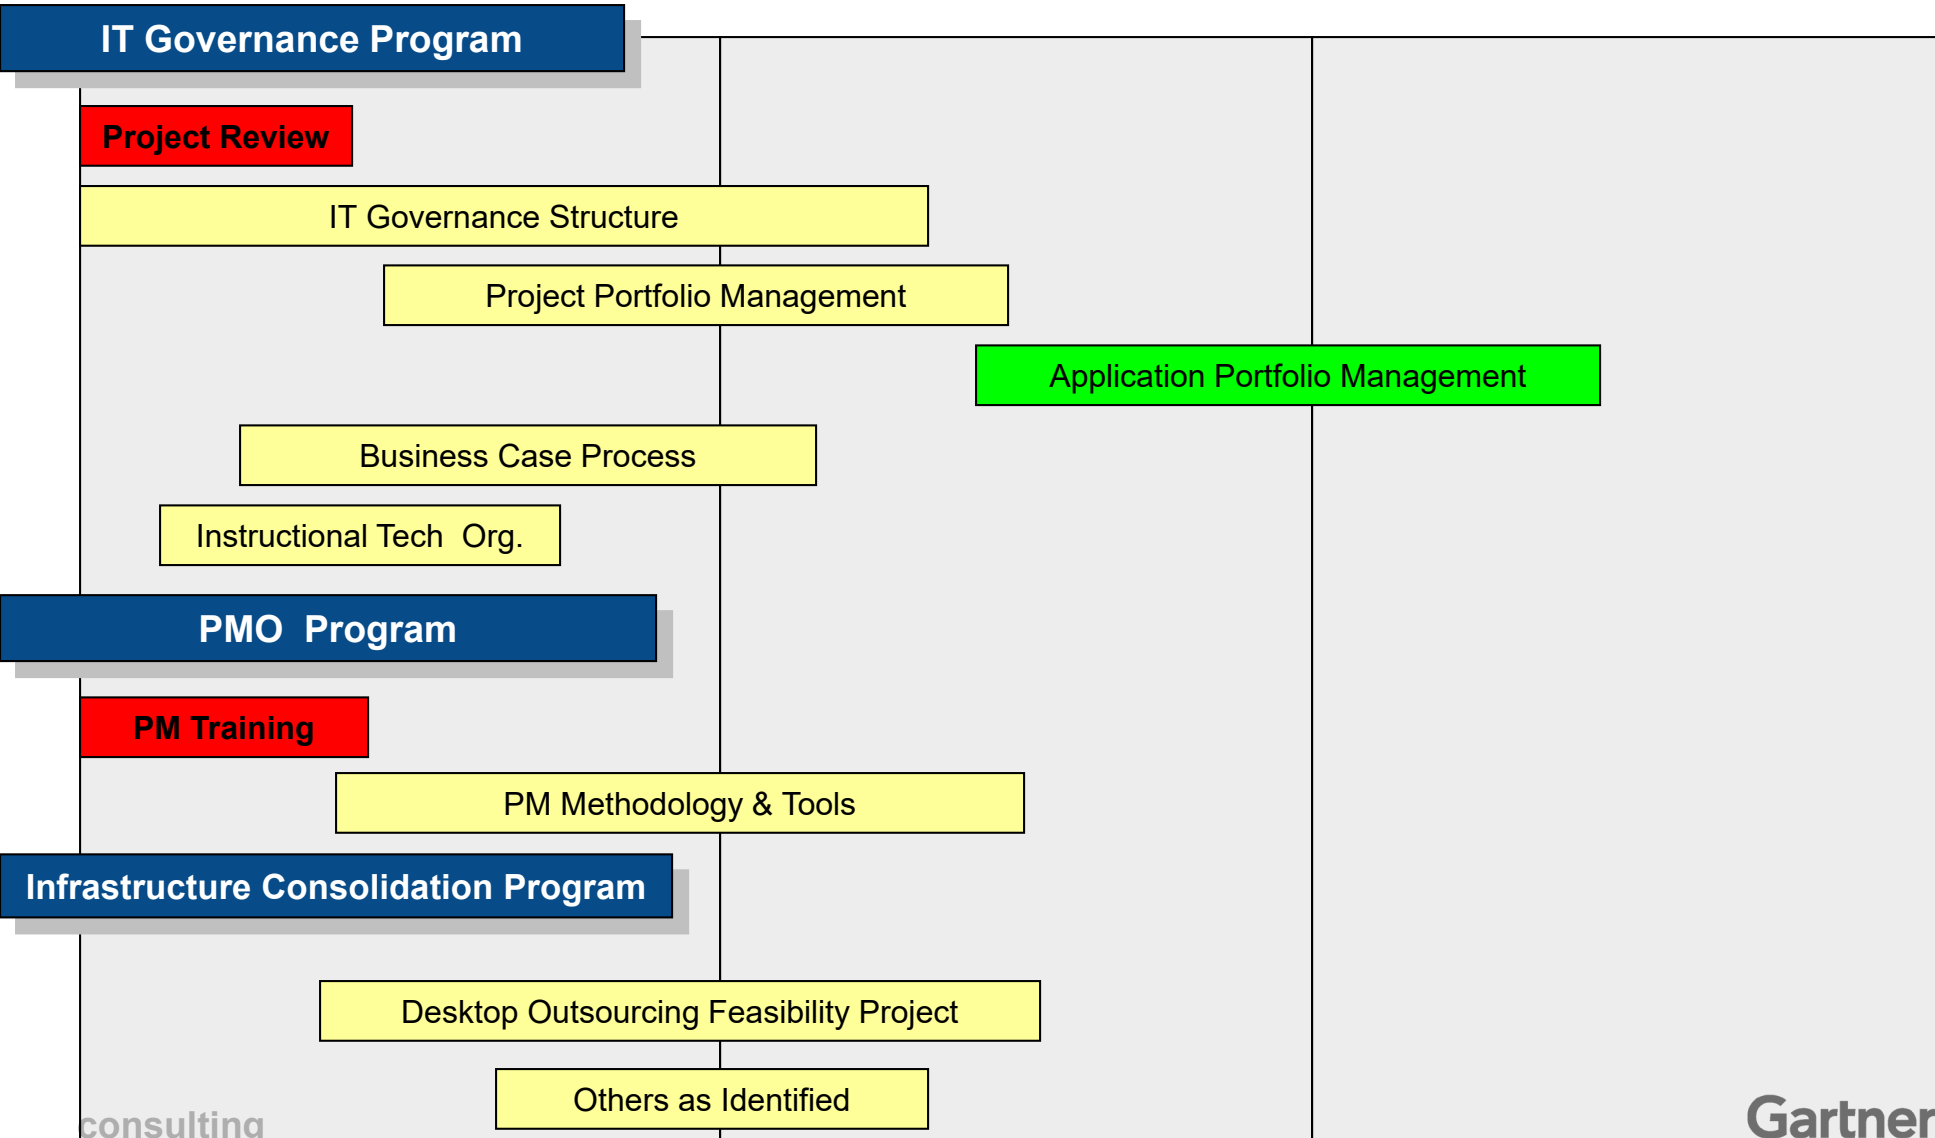 IT Governance Program
Project Review
IT Governance Structure
Project Portfolio Management
Application Portfolio Management
Business Case Process
Instructional Tech  Org.
PMO  Program
PM Training
PM Methodology & Tools
Infrastructure Consolidation Program
Desktop Outsourcing Feasibility Project
Others as Identified
consulting
Gartner